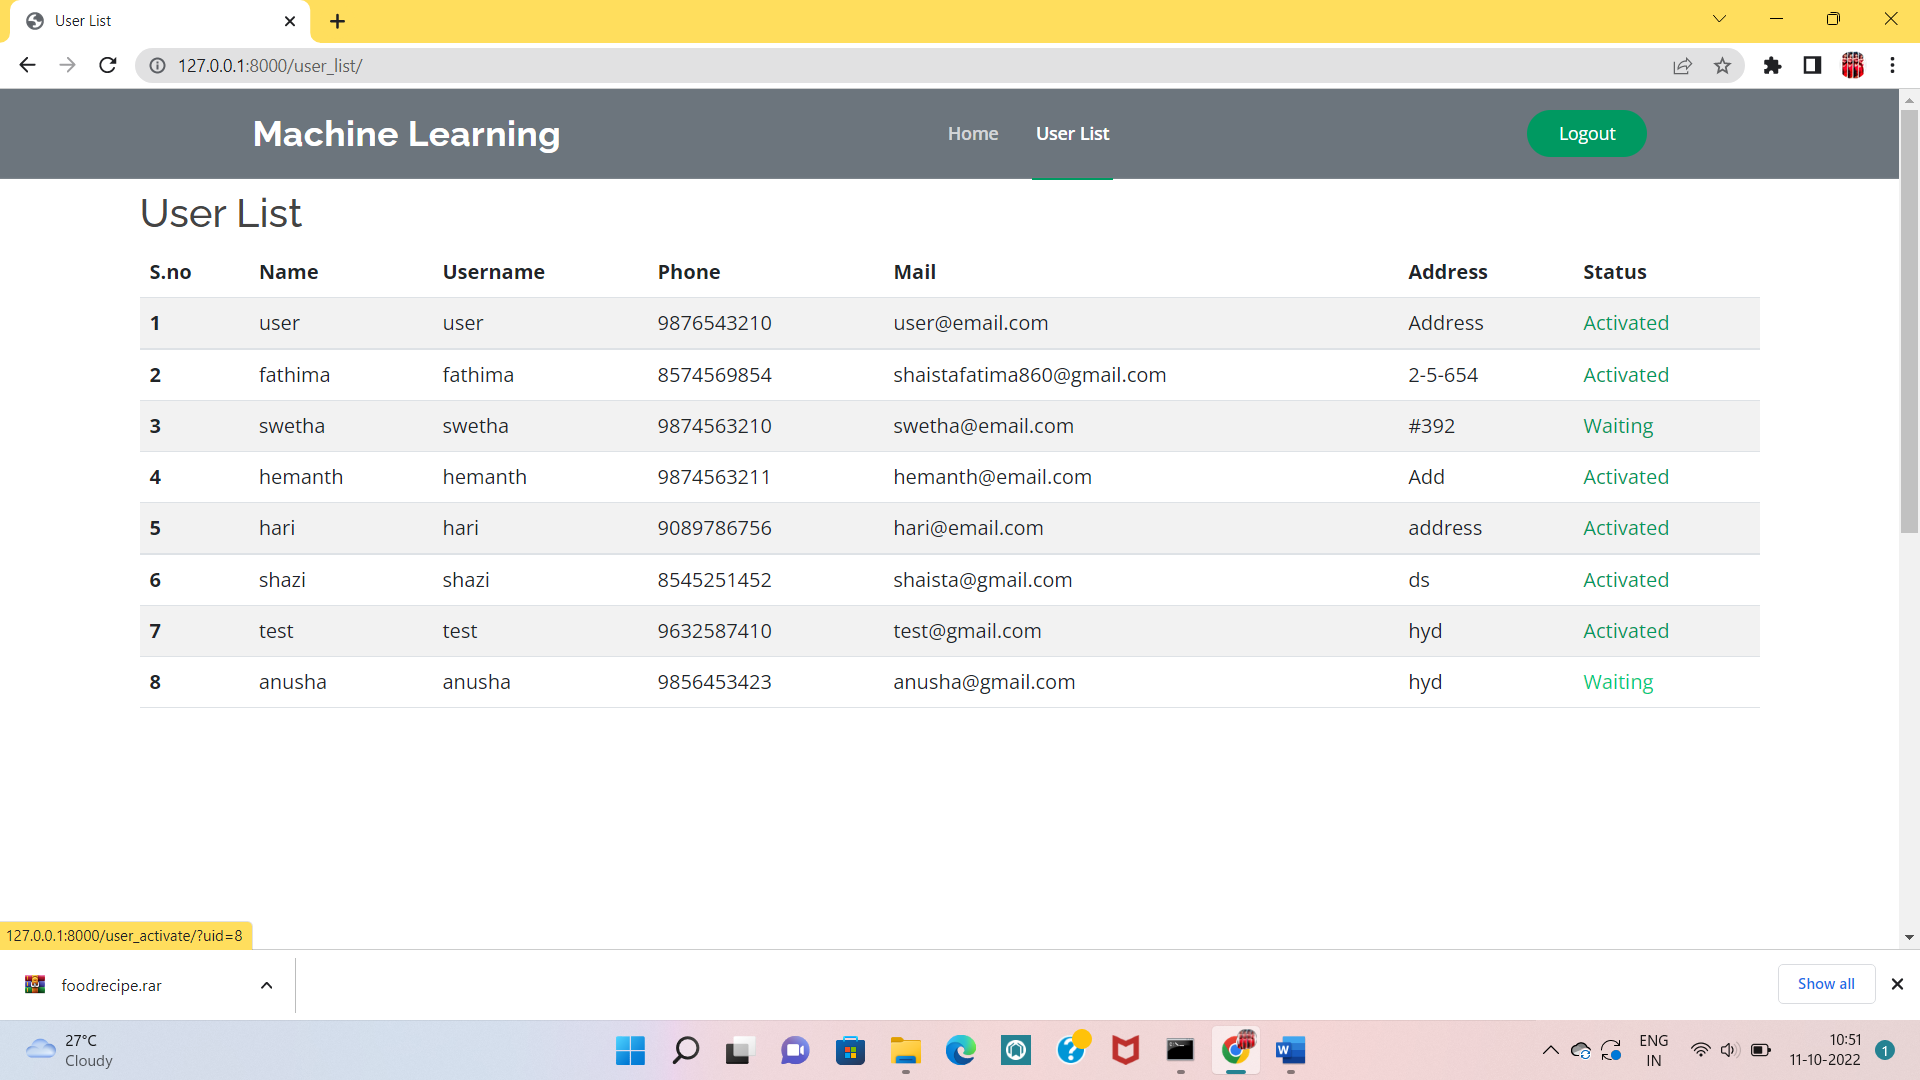 User List
127.0.0.1:8000/user_list/
Machine Learning
Home
User List
Logout
User List
S.no Name Username Phone Mail Address Status
1 user user 9876543210 user@email.com Address Activated
2 fathima fathima 8574569854 shaistafatima860@gmail.com 2-5-654 Activated
3 swetha swetha 9874563210 swetha@email.com #392 Waiting
4 hemanth hemanth 9874563211 hemanth@email.com Add Activated
5 hari hari 9089786756 hari@email.com address Activated
6 shazi shazi 8545251452 shaista@gmail.com ds Activated
7 test test 9632587410 test@gmail.com hyd Activated
8 anusha anusha 9856453423 anusha@gmail.com hyd Waiting
127.0.0.1:8000/user_activate/?uid=8
foodrecipe.rar
Show all
27°C
Cloudy
ENG
IN
10:51
11-10-2022
1